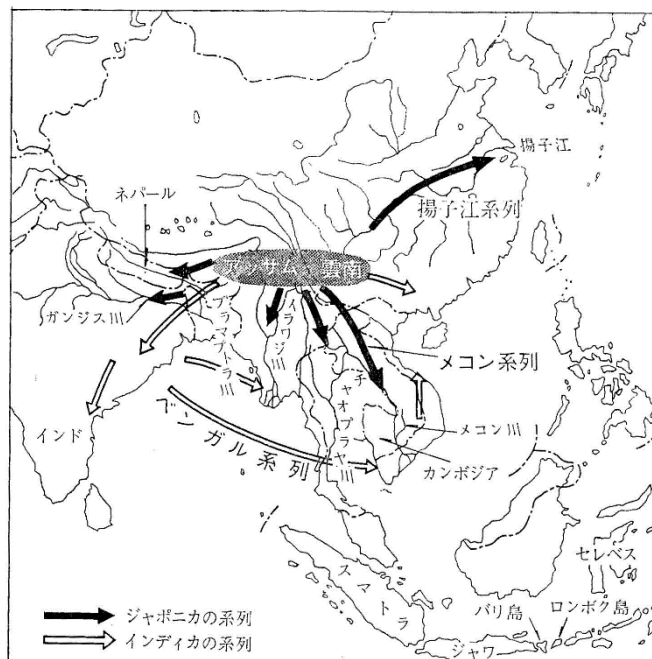 揚子江
ネパール
揚子江系列
アッサム・雲南
ガンジス川
ブラマプトラ川
イラワジ川
メコン系列
チャオプラヤ川
メコン川
ベンガル系列
インド
カンボジア
セレベス
スマトラ
バリ島
ロンボク島
ジャワ
ジャポニカの系列
インディカの系列